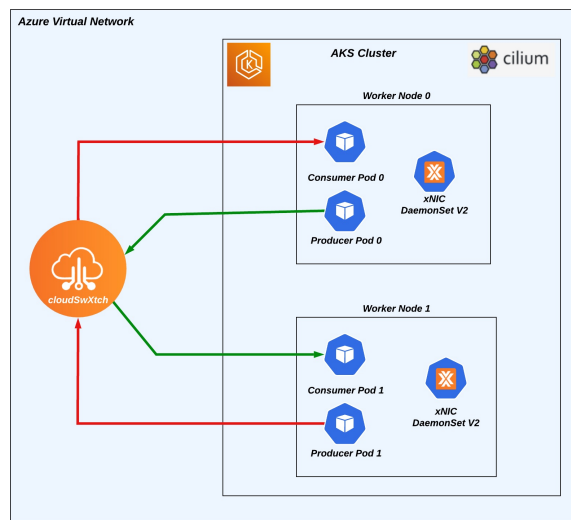 Azure Virtual Network
AKS Cluster
cilium
Worker Node 0
Consumer Pod 0
xNIC
DaemonSet V2
Producer Pod 0
cloudSwXtch
Worker Node 1
Consumer Pod 1
xNIC
DaemonSet V2
Producer Pod 1
K